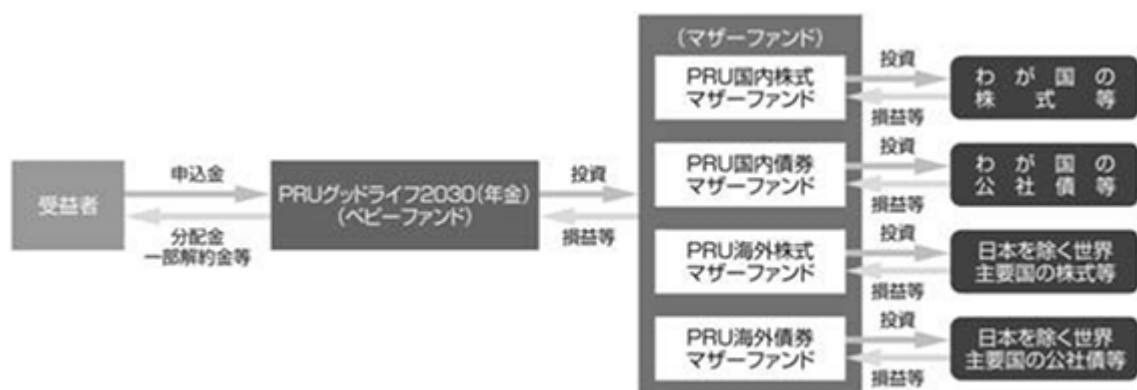 受益者
申込金
分配金
一部解約金等
PRUグッドライフ2030(年金)
(ベビーファンド)
投資
損益等
(マザーファンド)
PRU国内株式
マザーファンド
投資
損益等
わが国の
株式等
PRU国内債券
マザーファンド
投資
損益等
わが国の
公社債等
PRU海外株式
マザーファンド
投資
損益等
日本を除く世界
主要国の株式等
PRU海外債券
マザーファンド
投資
損益等
日本を除く世界
主要国の公社債等